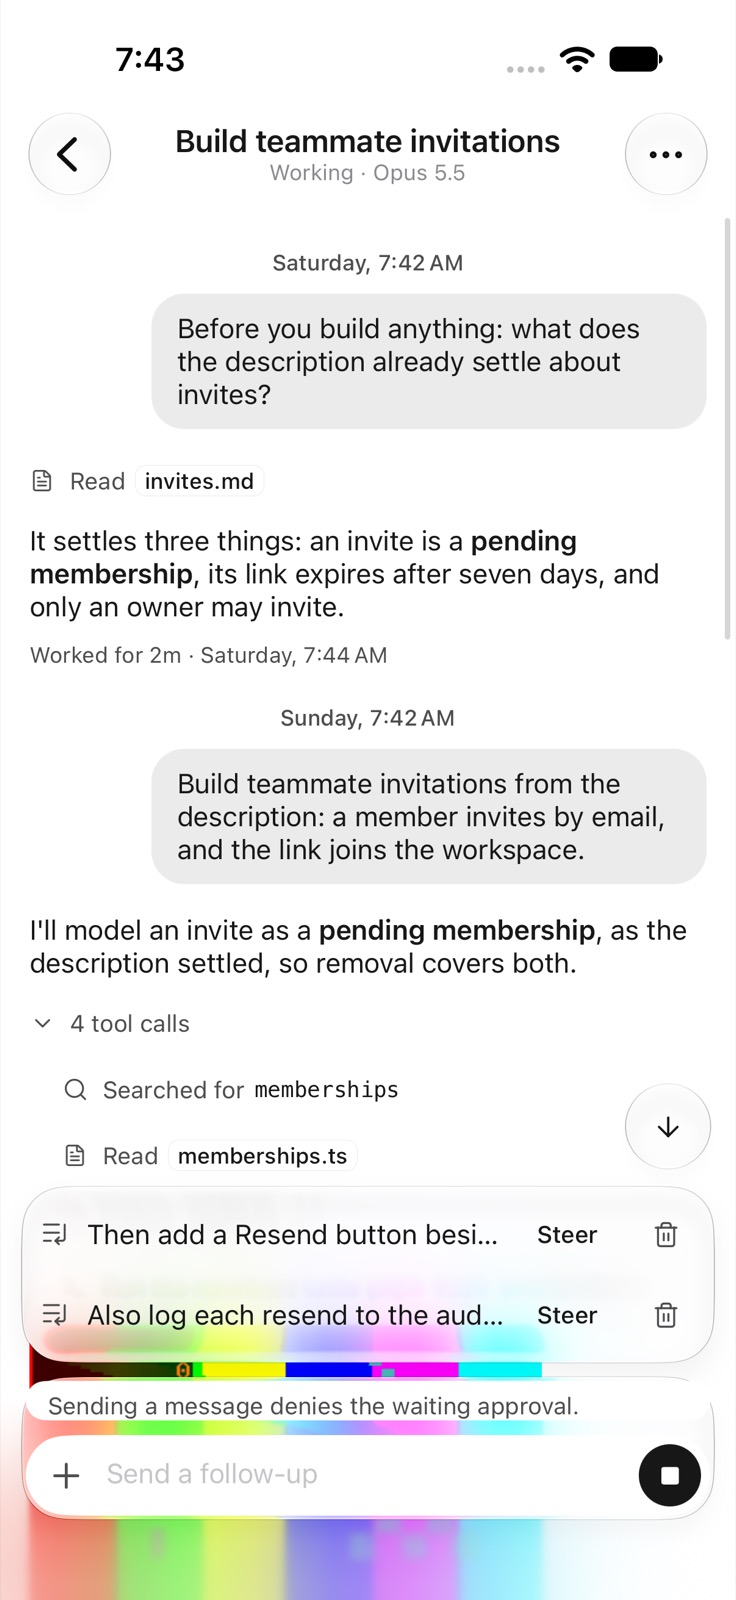 7:43
Build teammate invitations
Working · Opus 5.5
Saturday, 7:42 AM
Before you build anything: what does
the description already settle about
invites?
Read invites.md
It settles three things: an invite is a pending
membership, its link expires after seven days, and
only an owner may invite.
Worked for 2m · Saturday, 7:44 AM
Sunday, 7:42 AM
Build teammate invitations from the
description: a member invites by email,
and the link joins the workspace.
I'll model an invite as a pending membership, as the
description settled, so removal covers both.
4 tool calls
Searched for memberships
Read memberships.ts
Then add a Resend button besi... Steer
Also log each resend to the aud... Steer
Sending a message denies the waiting approval.
Send a follow-up